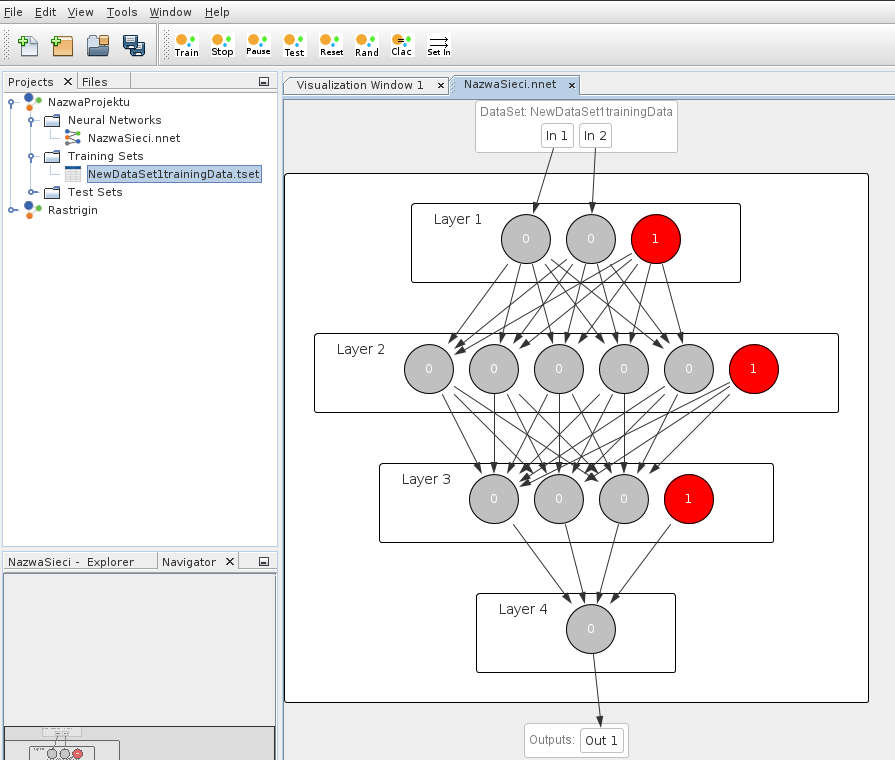 File Edit View Tools Window Help
Train Stop Pause Test Reset Rand Clac Set In
Projects Files
NazwaProjektu
Neural Networks
NazwaSieci.nnet
Training Sets
NewDataSet1trainingData.tset
Test Sets
Rastrigin
NazwaSieci - Explorer Navigator
Visualization Window 1 NazwaSieci.nnet
DataSet: NewDataSet1trainingData
In 1 In 2
Layer 1
0 0 1
Layer 2
0 0 0 0 0 1
Layer 3
0 0 0 1
Layer 4
0
Outputs: Out 1